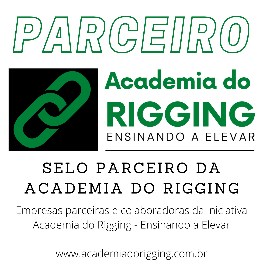 PARCEIRO
Academia do
RIGGING
ENSINANDO A ELEVAR
SELO PARCEIRO DA
ACADEMIA DO RIGGING
Empresas parceiras e colaboradoras da iniciativa
Academia do Rigging - Ensinando a Elevar
www.academiadorigging.com.br